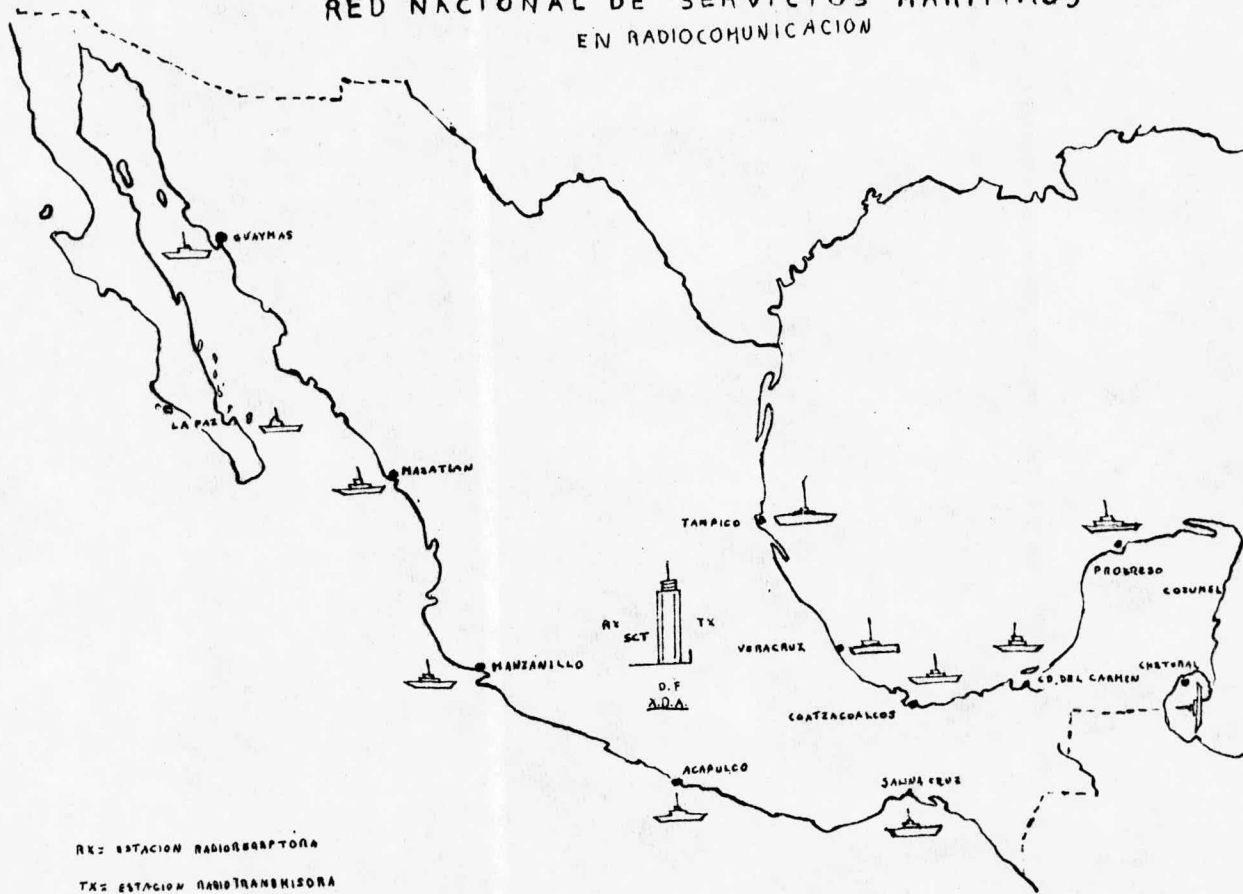 RED NACIONAL DE SERVICIOS MARITIMOS
EN RADIOCOMUNICACION
GUAYMAS
LA PAZ
MAZATLAN
TAMPICO
PROGRESO
COZUMEL
RX
SCT
TX
VERACRUZ
MANZANILLO
CD. DEL CARMEN
CHETUMAL
D.F
X.D.A.
COATZACOALCOS
ACAPULCO
SALINA CRUZ
RX= ESTACION RADIORECEPTORA
TX= ESTACION RADIOTRANSMISORA